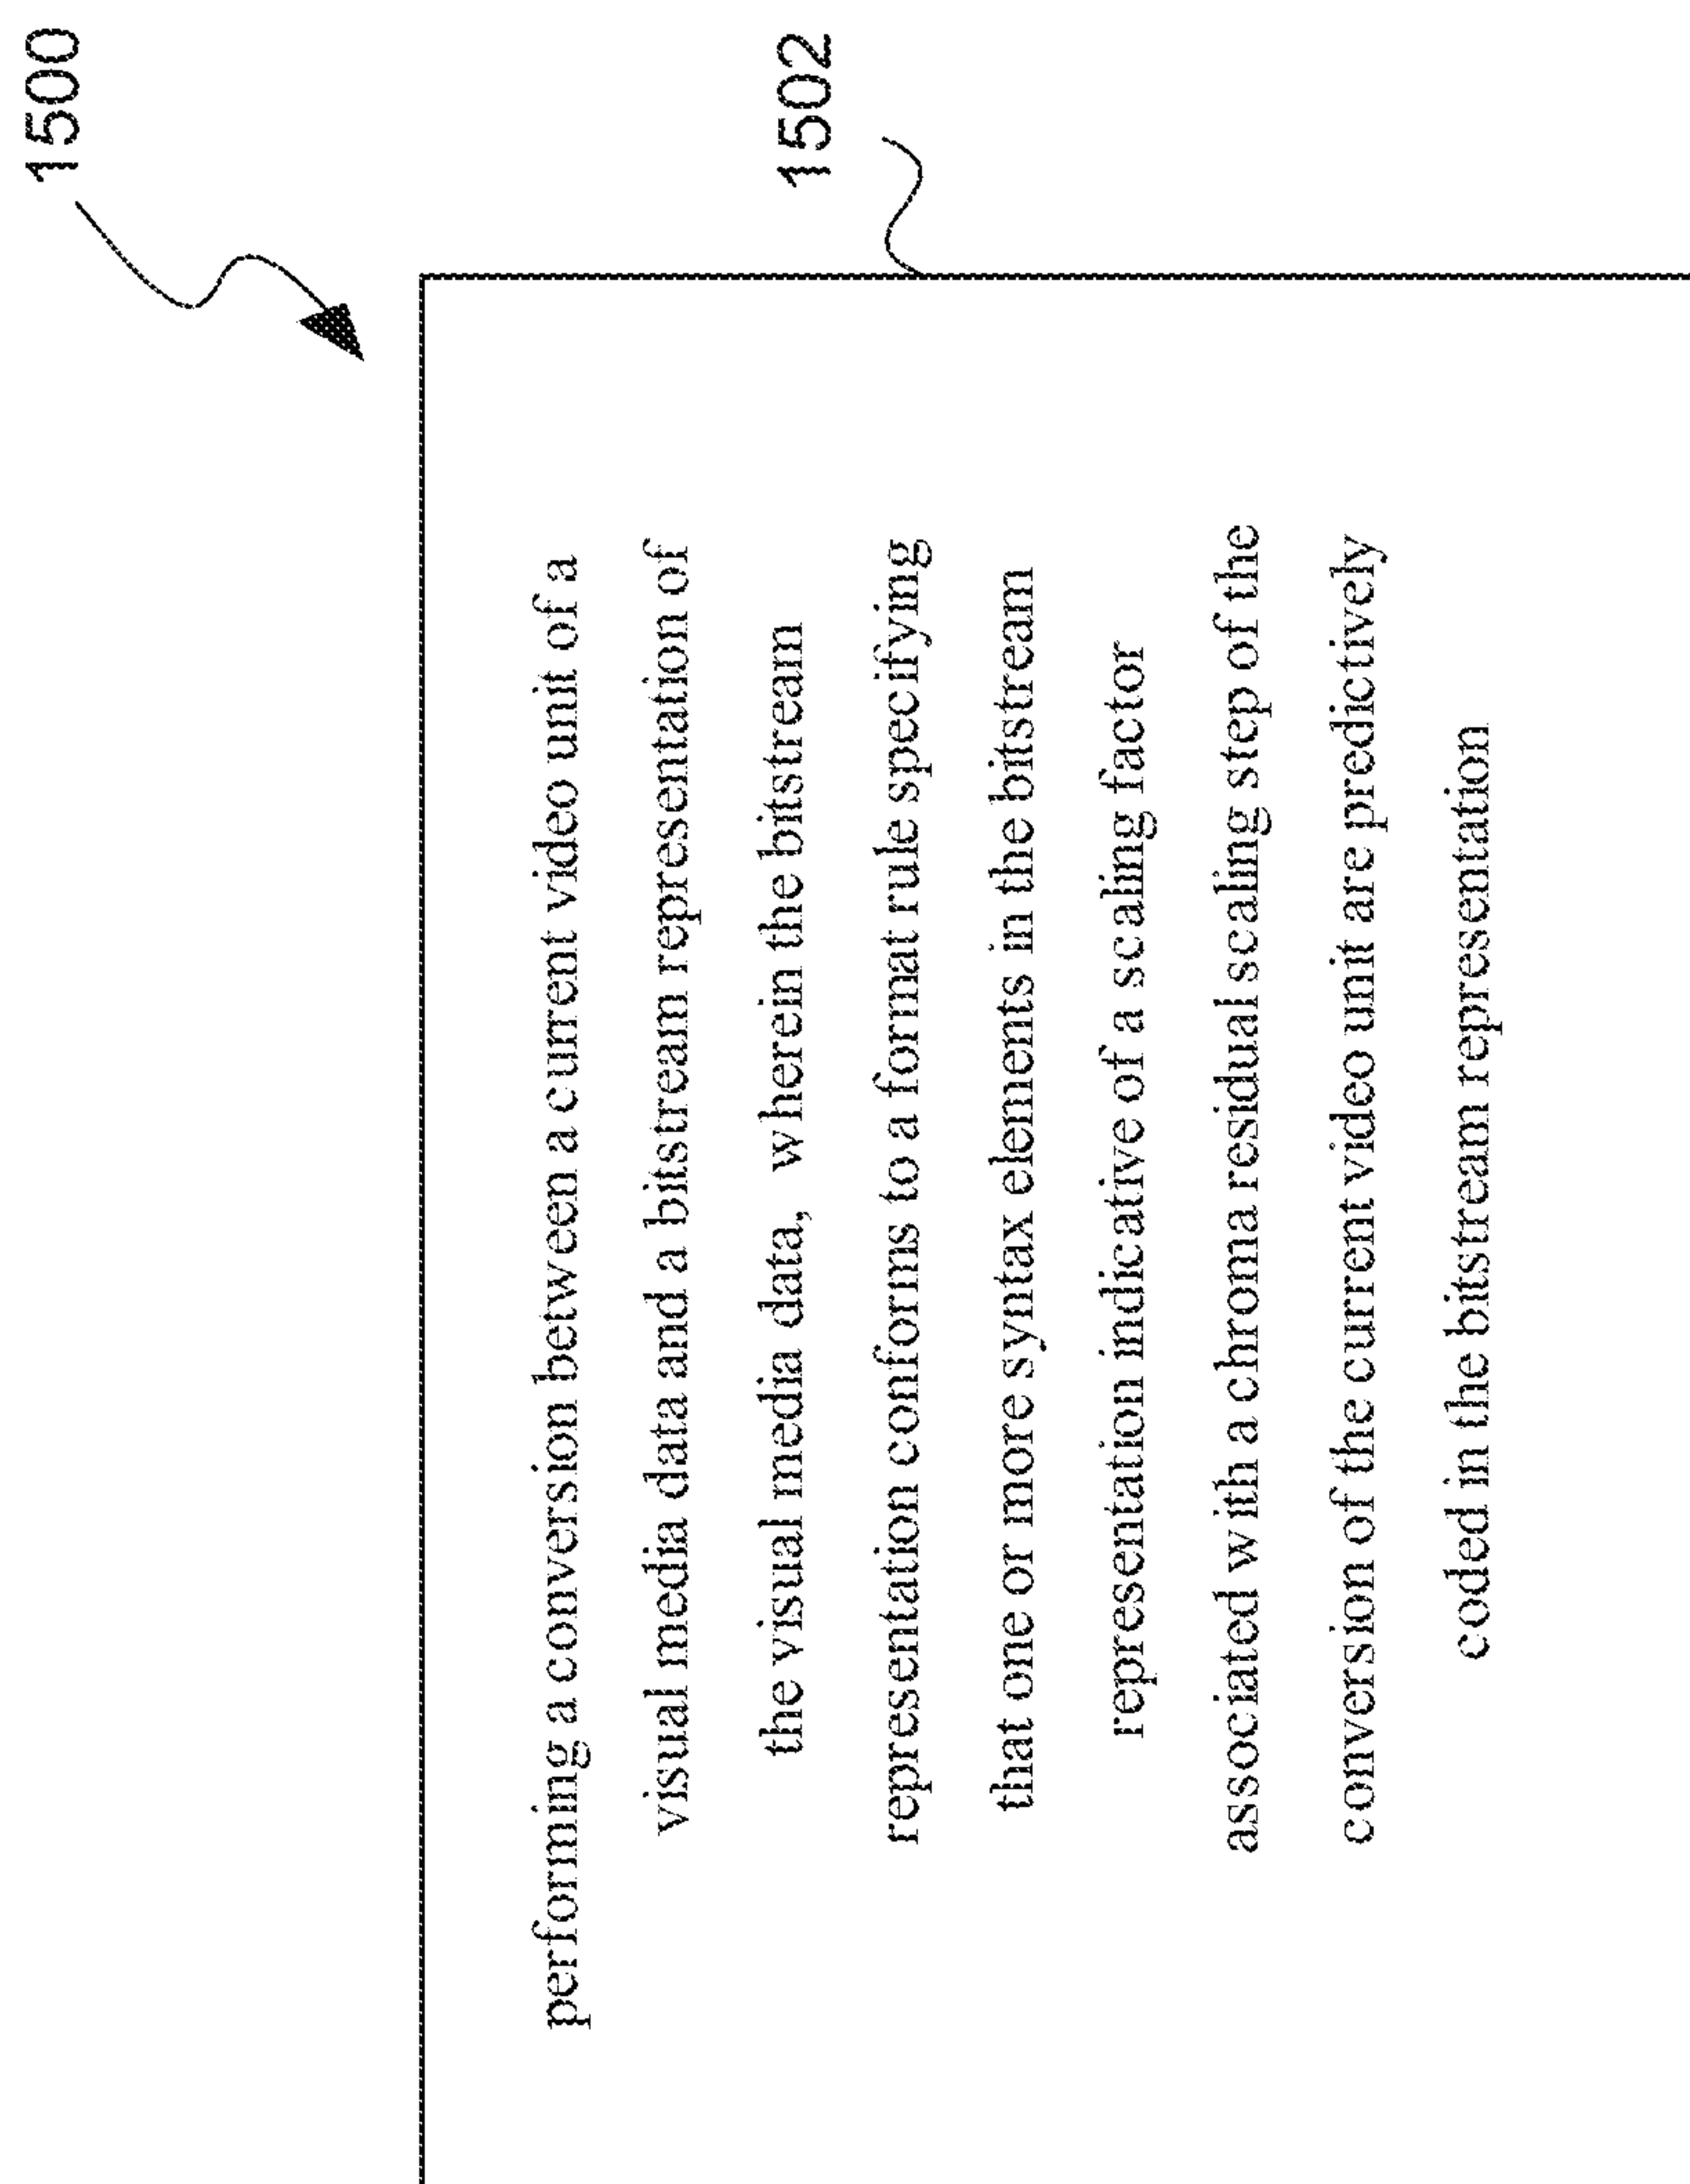 1500
1502
performing a conversion between a current video unit of a
visual media data and a bitstream representation of
the visual media data, wherein the bitstream
representation conforms to a format rule specifying
that one or more syntax elements in the bitstream
representation indicative of a scaling factor
associated with a chroma residual scaling step of the
conversion of the current video unit are predictively
coded in the bitstream representation